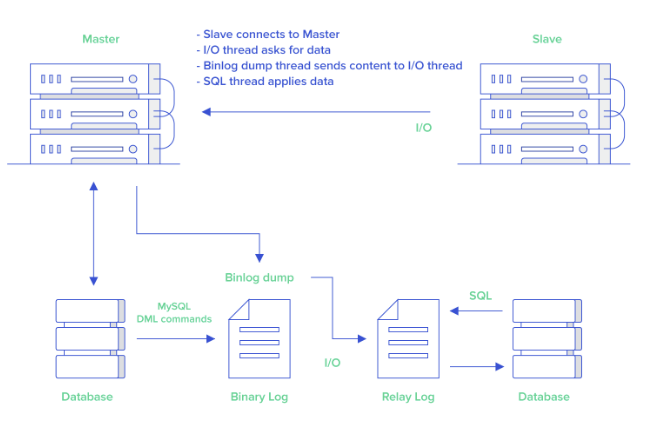 Master
- Slave connects to Master
- I/O thread asks for data
- Binlog dump thread sends content to I/O thread
- SQL thread applies data
Slave
I/O
Binlog dump
MySQL
DML commands
SQL
I/O
Database
Binary Log
Relay Log
Database